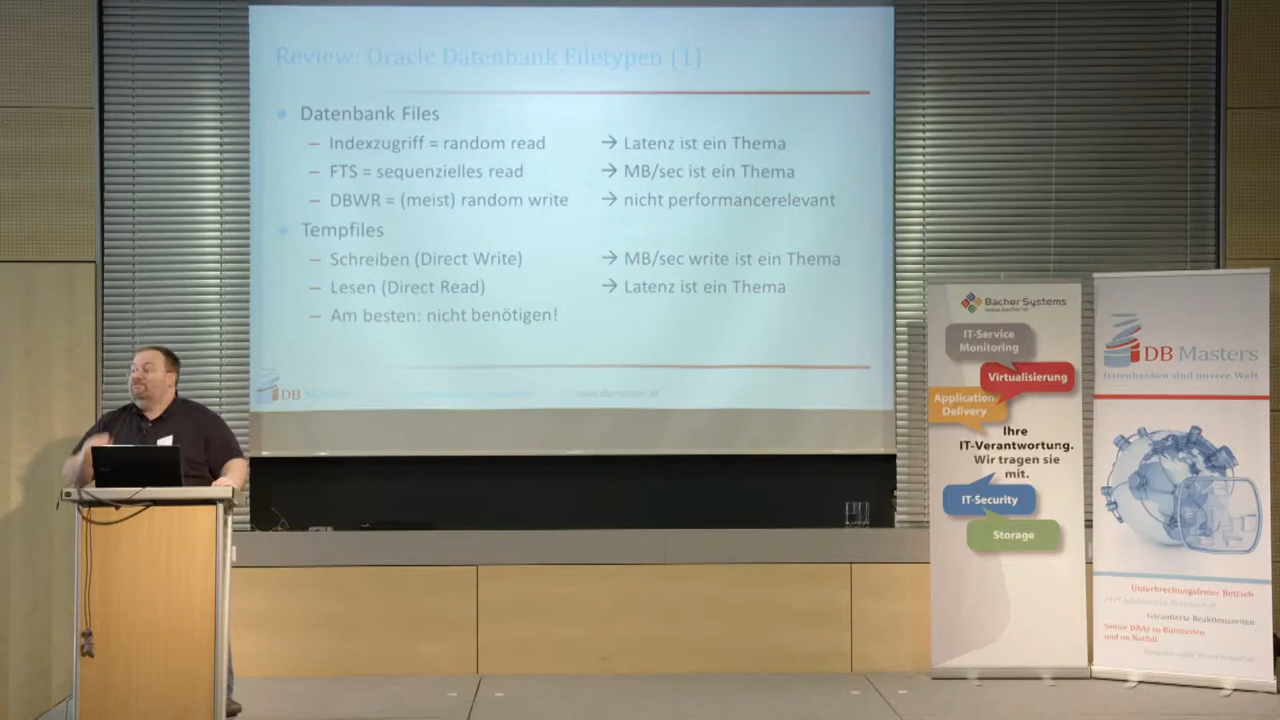 Review: Oracle Datenbank Filetypen (1)
• Datenbank Files
– Indexzugriff = random read → Latenz ist ein Thema
– FTS = sequenzielles read → MB/sec ist ein Thema
– DBWR = (meist) random write → nicht performancerelevant
• Tempfiles
– Schreiben (Direct Write) → MB/sec write ist ein Thema
– Lesen (Direct Read) → Latenz ist ein Thema
– Am besten: nicht benötigen!
DB Masters
Bacher Systems
IT-Service
Monitoring
Virtualisierung
Application
Delivery
Ihre
IT-Verantwortung.
Wir tragen sie
mit.
IT-Security
Storage
DB Masters
Datenbanken sind unsere Welt
Unterbrechungsfreier Betrieb
Garantierte Reaktionszeiten
Senior DBAs zu Bürozeiten
und im Notfall